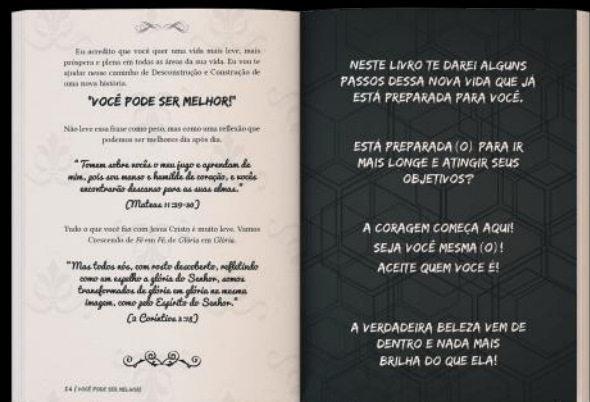 Eu acredito que você quer uma vida mais leve, mais
próspera e plena em todas as áreas da sua vida. Eu vou te
ajudar nesse caminho de Desconstrução e Construção de
uma nova história.
"VOCÊ PODE SER MELHOR!"
Não leve essa frase como peso, mas como uma reflexão que
podemos ser melhores dia após dia.
"Tomem sobre vocês o meu jugo e aprendam de
mim, pois sou manso e humilde de coração, e vocês
encontrarão descanso para as suas almas."
(Mateus 11:29-30)
Tudo o que você faz com Jesus Cristo é muito leve. Vamos
Crescendo de Fé em Fé, de Glória em Glória.
"Mas todos nós, com rosto descoberto, refletindo
como um espelho a glória do Senhor, somos
transformados de glória em glória na mesma
imagem, como pelo Espírito do Senhor."
(2 Coríntios 3:18)
14 | VOCÊ PODE SER MELHOR!
NESTE LIVRO TE DAREI ALGUNS
PASSOS DESSA NOVA VIDA QUE JÁ
ESTÁ PREPARADA PARA VOCÊ.
ESTÁ PREPARADA(O) PARA IR
MAIS LONGE E ATINGIR SEUS
OBJETIVOS?
A CORAGEM COMEÇA AQUI!
SEJA VOCÊ MESMA(O)!
ACEITE QUEM VOCE É!
A VERDADEIRA BELEZA VEM DE
DENTRO E NADA MAIS
BRILHA DO QUE ELA!